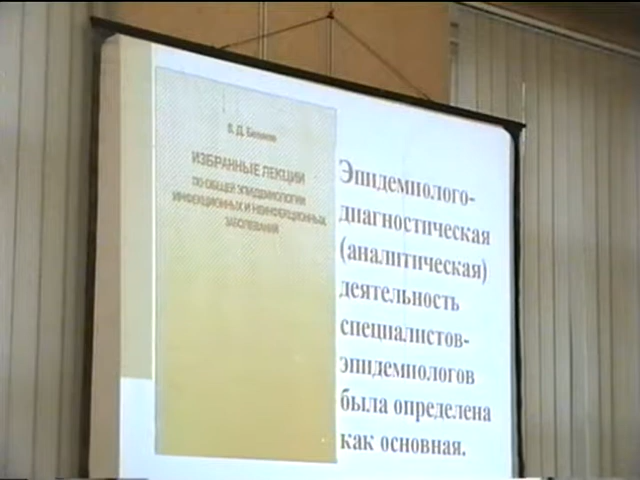 В. Д. Беляков
ИЗБРАННЫЕ ЛЕКЦИИ
ПО ОБЩЕЙ ЭПИДЕМИОЛОГИИ
ИНФЕКЦИОННЫХ И НЕИНФЕКЦИОННЫХ
ЗАБОЛЕВАНИЙ
Эпидемиолого-
диагностическая
(аналитическая)
деятельность
специалистов-
эпидемиологов
была определена
как основная.